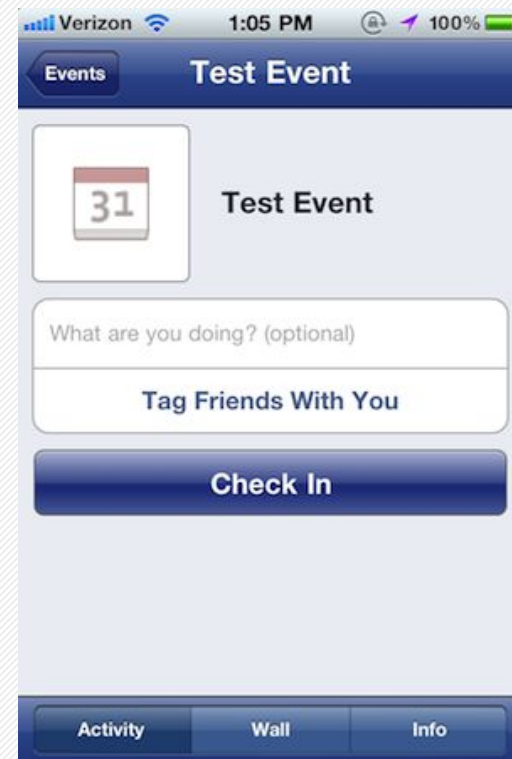 Verizon 1:05 PM 100%
Events Test Event
31
Test Event
What are you doing? (optional)
Tag Friends With You
Check In
Activity Wall Info